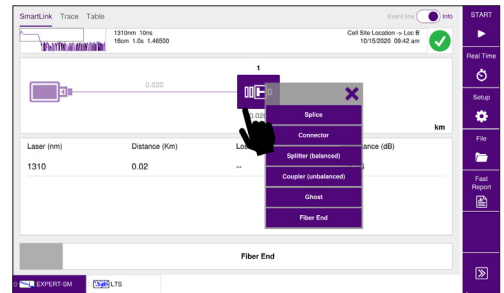 SmartLink Trace Table
Event line Info
1310nm 10ns
16cm 1.0s 1.46500
Cell Site Location -> Loc B
10/15/2020 09:42 am
1
0.020
km
Splice
Connector
Splitter (balanced)
Coupler (unbalanced)
Ghost
Fiber End
Laser (nm) Distance (Km)
1310 0.02 --
Fiber End
EXPERT-SM LTS
START
Real Time
Setup
File
Fast
Report